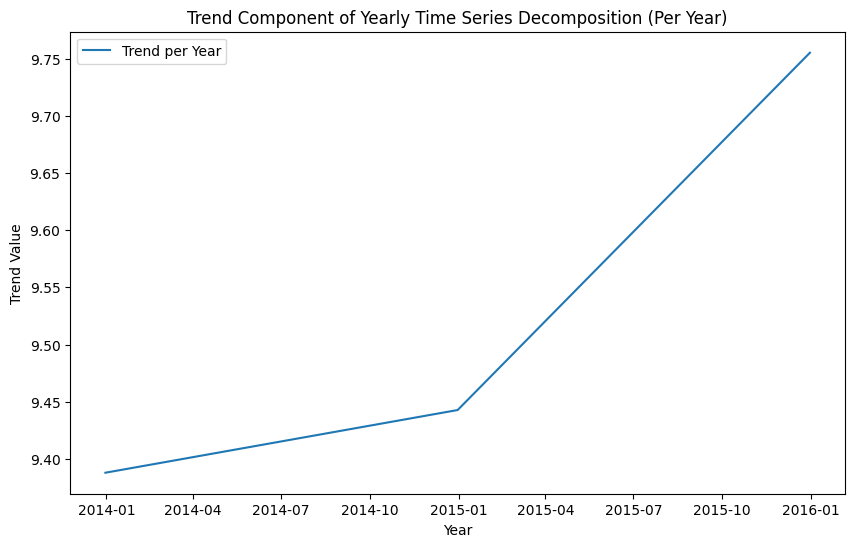 Trend Component of Yearly Time Series Decomposition (Per Year)
Trend per Year
9.75
9.70
9.65
9.60
9.55
9.50
9.45
9.40
Trend Value
2014-01 2014-04 2014-07 2014-10 2015-01 2015-04 2015-07 2015-10 2016-01
Year